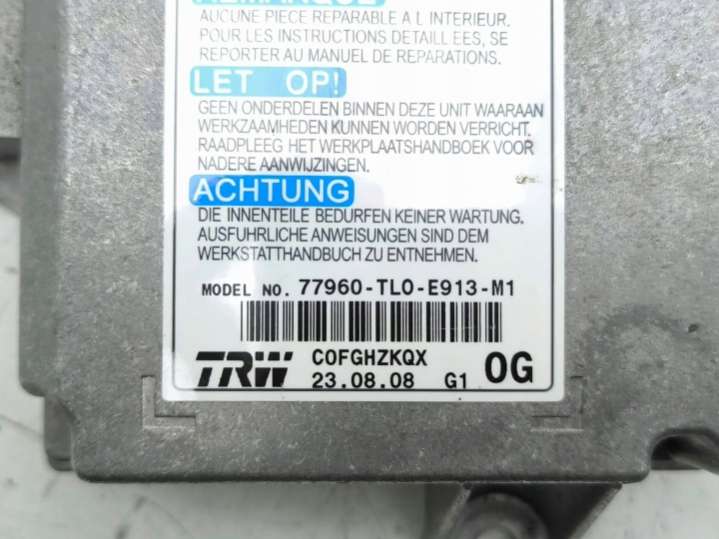 REMARQUE
AUCUNE PIECE REPARABLE A L INTERIEUR.
POUR LES INSTRUCTIONS DETAILL EES, SE
REPORTER AU MANUEL DE REPARATIONS.
LET OP!
GEEN ONDERDELEN BINNEN DEZE UNIT WAARAAN
WERKZAAMHEDEN KUNNEN WORDEN VERRICHT.
RAADPLEEG HET WERKPLAATSHANDBOEK VOOR
NADERE AANWIJZINGEN.
ACHTUNG
DIE INNENTEILE BEDURFEN KEINER WARTUNG.
AUSFUHRLICHE ANWEISUNGEN SIND DEM
WERKSTATTHANDBUCH ZU ENTNEHMEN.
MODEL NO. 77960-TL0-E913-M1
TRW C0FGHZKQX 0G
23.08.08 G1